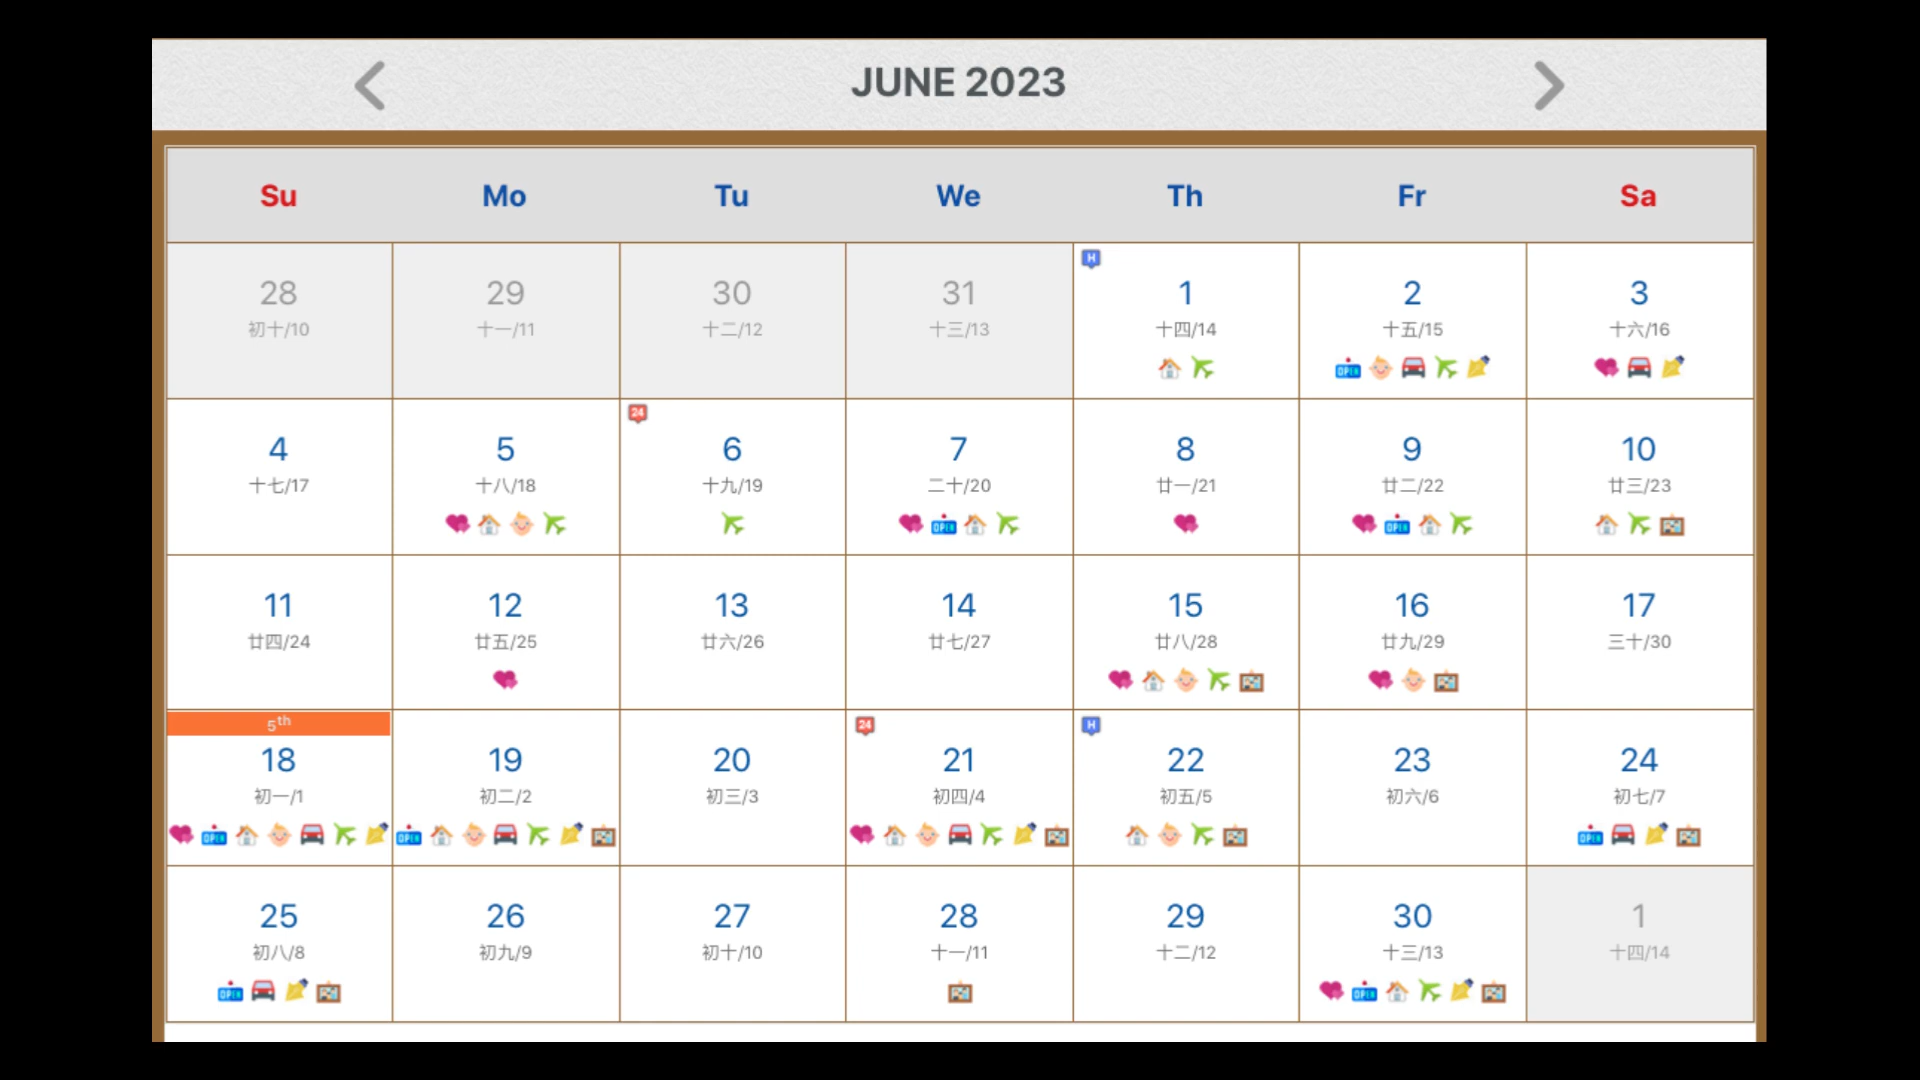 JUNE 2023
Su Mo Tu We Th Fr Sa
H
28 29 30 31 1 2 3
初十/10 十一/11 十二/12 十三/13 十四/14 十五/15 十六/16
OPEN
24
4 5 6 7 8 9 10
十七/17 十八/18 十九/19 二十/20 廿一/21 廿二/22 廿三/23
OPEN OPEN
11 12 13 14 15 16 17
廿四/24 廿五/25 廿六/26 廿七/27 廿八/28 廿九/29 三十/30
5th 24 H
18 19 20 21 22 23 24
初一/1 初二/2 初三/3 初四/4 初五/5 初六/6 初七/7
OPEN OPEN OPEN
25 26 27 28 29 30 1
初八/8 初九/9 初十/10 十一/11 十二/12 十三/13 十四/14
OPEN OPEN